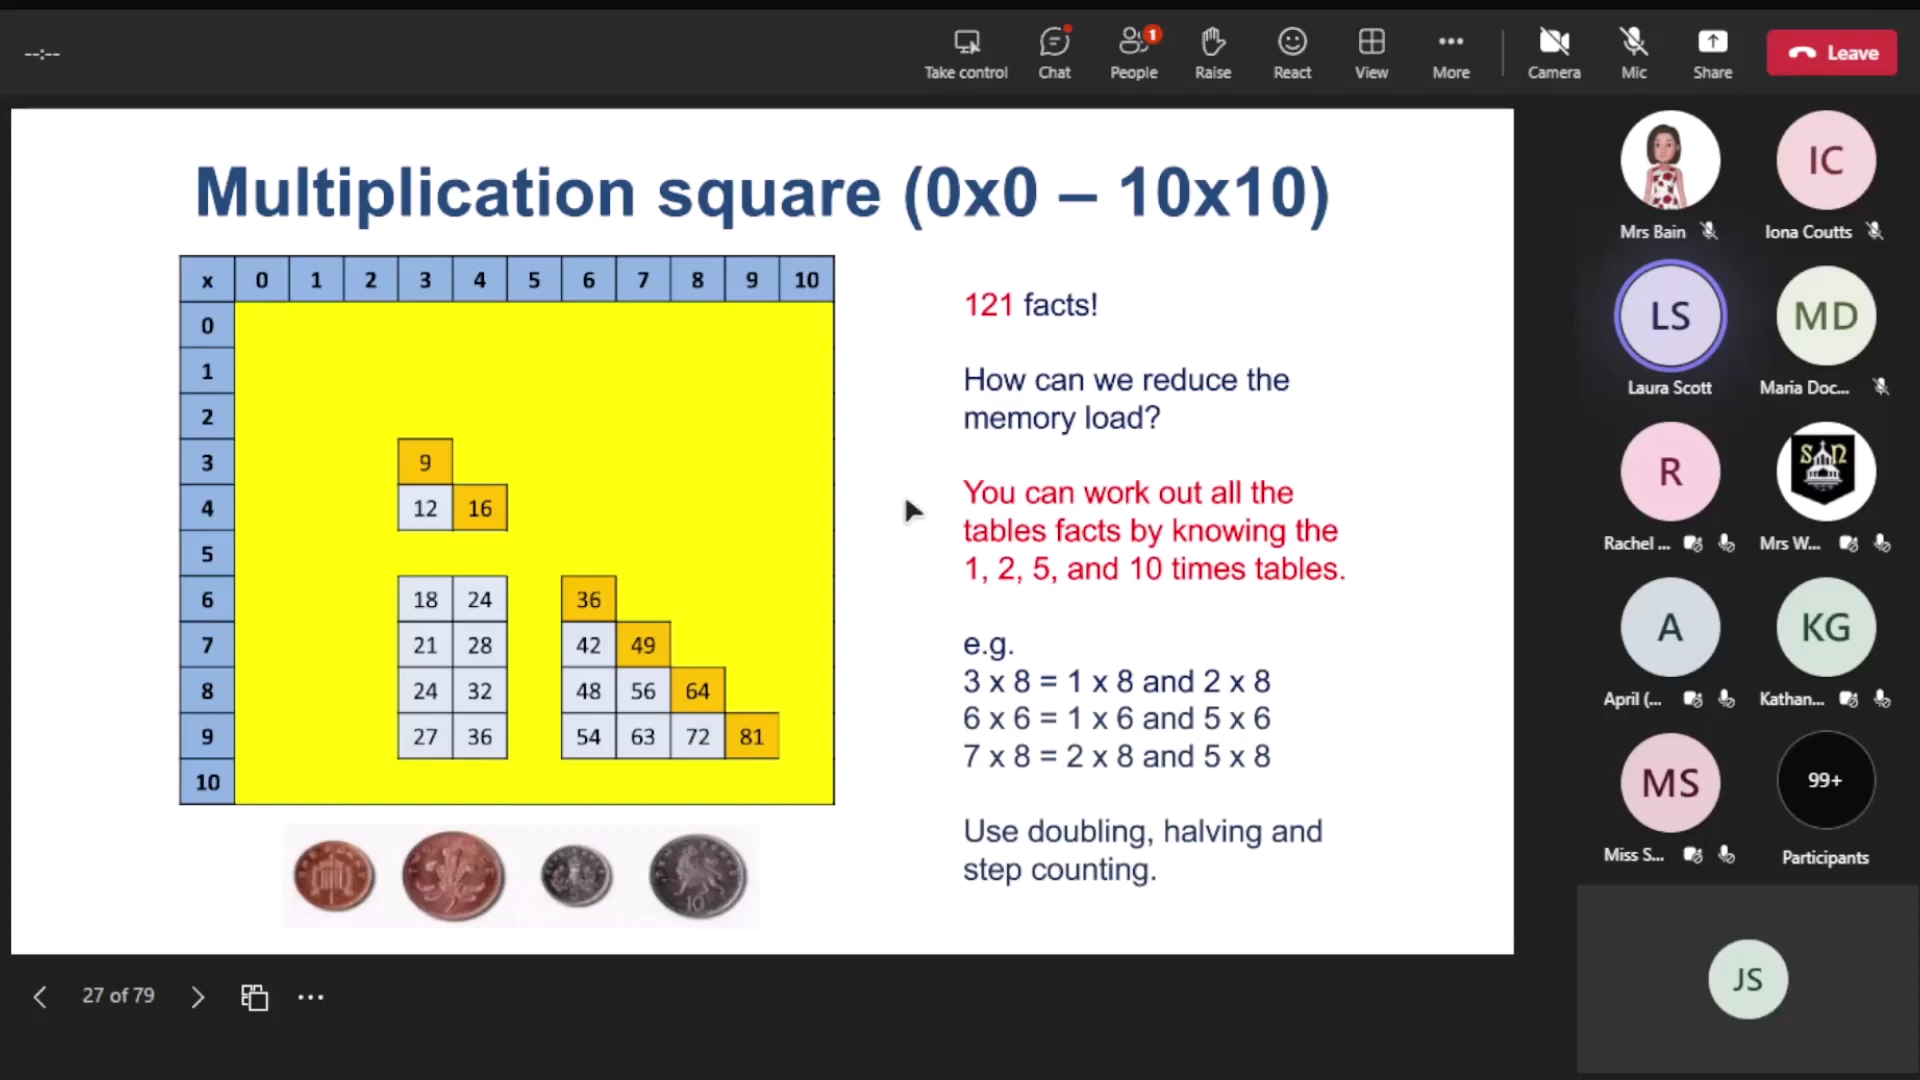 --:--
Take control
Chat
1
People
Raise
React
View
More
Camera
Mic
Share
Leave
Multiplication square (0x0 – 10x10)
x 0 1 2 3 4 5 6 7 8 9 10
0
1
2
3 9
4 12 16
5
6 18 24 36
7 21 28 42 49
8 24 32 48 56 64
9 27 36 54 63 72 81
10
10
121 facts!
How can we reduce the
memory load?
You can work out all the
tables facts by knowing the
1, 2, 5, and 10 times tables.
e.g.
3 x 8 = 1 x 8 and 2 x 8
6 x 6 = 1 x 6 and 5 x 6
7 x 8 = 2 x 8 and 5 x 8
Use doubling, halving and
step counting.
27 of 79
Mrs Bain
IC
Iona Coutts
LS
Laura Scott
MD
Maria Doc...
R
Rachel ...
SN
Mrs W...
A
April (...
KG
Kathan...
MS
Miss S...
99+
Participants
JS